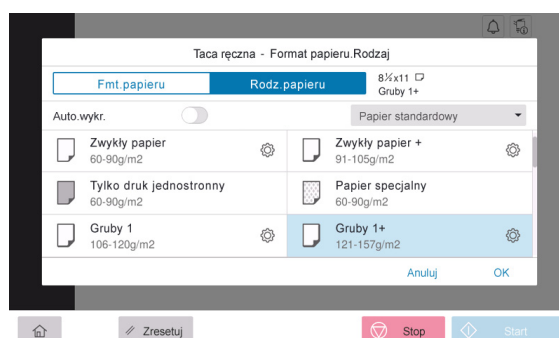 Taca ręczna - Format papieru.Rodzaj
Fmt.papieru Rodz.papieru 8½x11
Gruby 1+
Auto.wykr. Papier standardowy
Zwykły papier Zwykły papier +
60-90g/m2 91-105g/m2
Tylko druk jednostronny Papier specjalny
60-90g/m2 60-90g/m2
Gruby 1 Gruby 1+
106-120g/m2 121-157g/m2
Anuluj OK
Zresetuj Stop Start